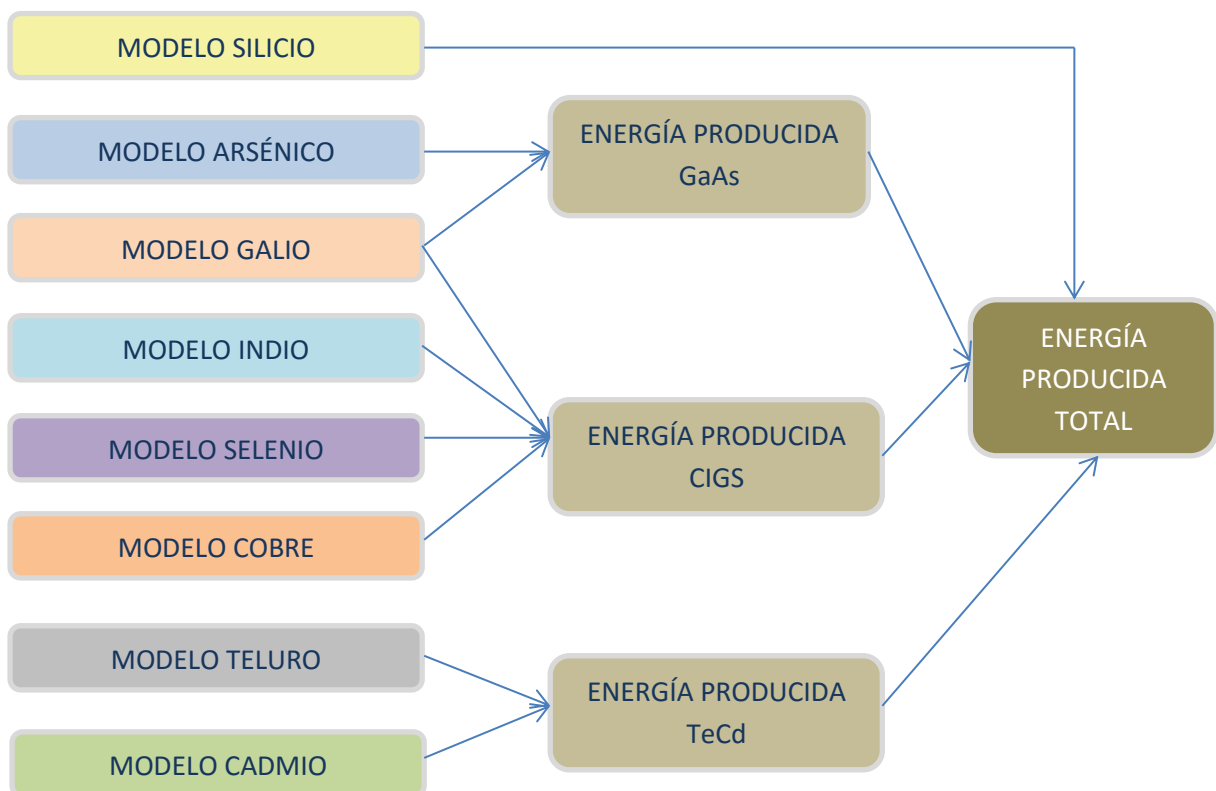 MODELO SILICIO
MODELO ARSÉNICO
MODELO GALIO
MODELO INDIO
MODELO SELENIO
MODELO COBRE
MODELO TELURO
MODELO CADMIO
ENERGÍA PRODUCIDA
GaAs
ENERGÍA PRODUCIDA
CIGS
ENERGÍA PRODUCIDA
TeCd
ENERGÍA
PRODUCIDA
TOTAL